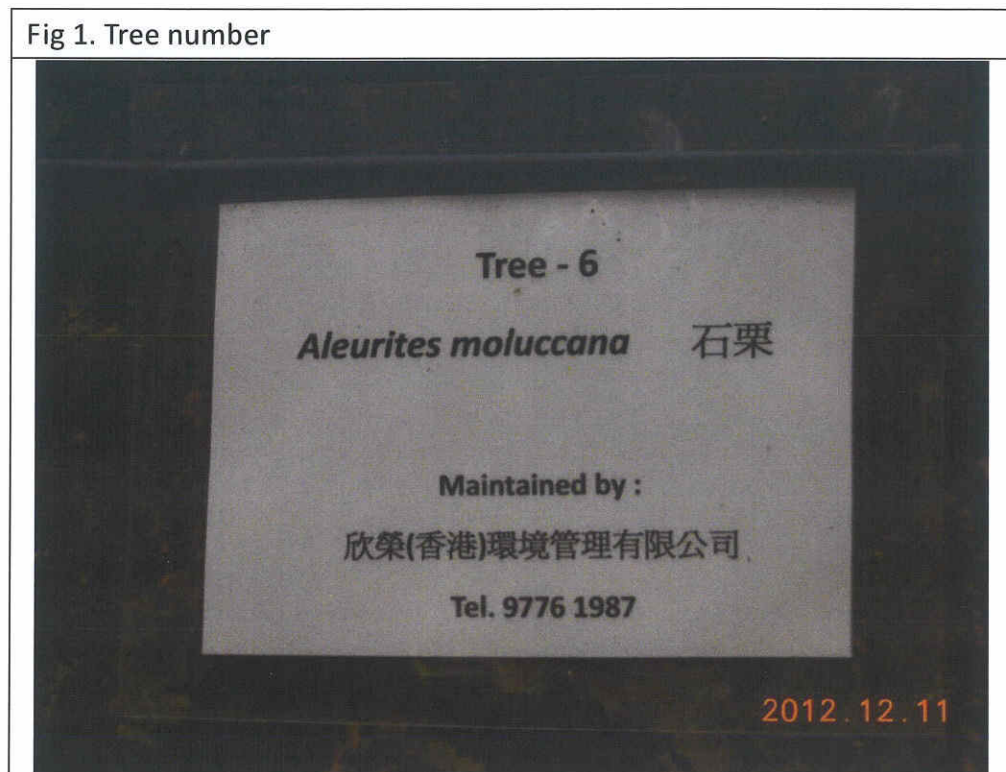 Fig 1. Tree number
Tree - 6
Aleurites moluccana 石栗
Maintained by :
欣榮(香港)環境管理有限公司
Tel. 9776 1987
2012.12.11